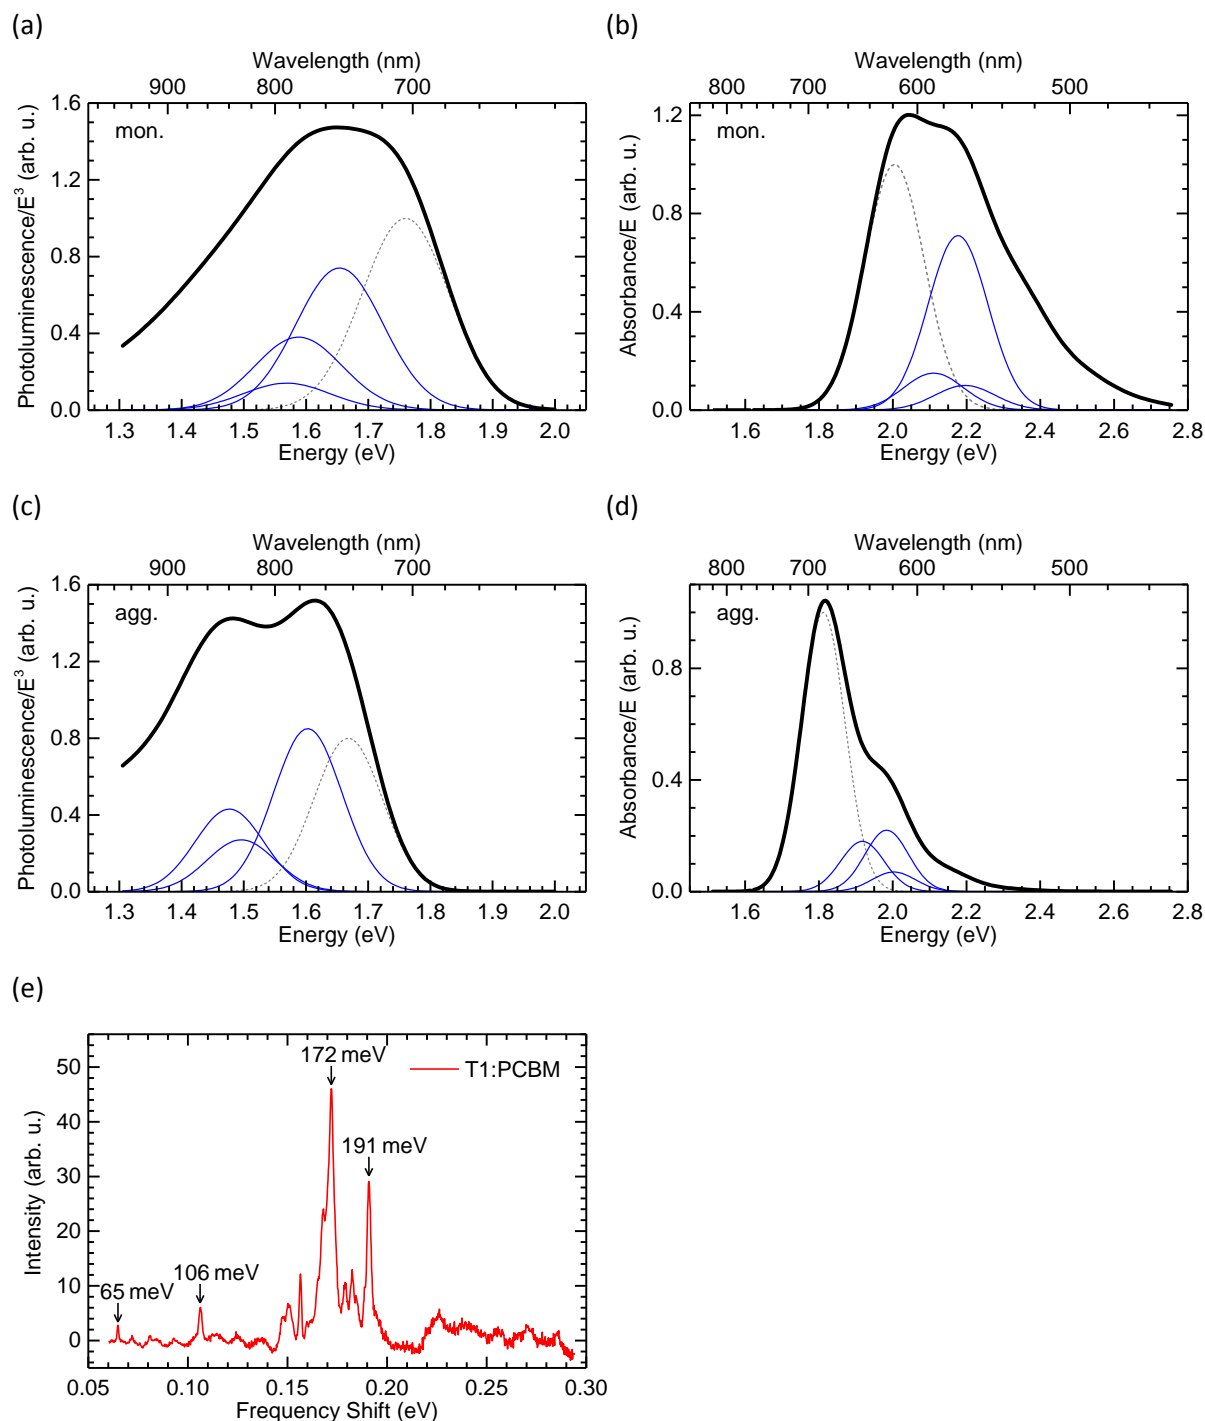 (a)
Wavelength (nm)
900 800 700
1.6
1.2
0.8
0.4
0.0
Photoluminescence/E³ (arb. u.)
mon.
1.3 1.4 1.5 1.6 1.7 1.8 1.9 2.0
Energy (eV)
(b)
Wavelength (nm)
800 700 600 500
1.2
0.8
0.4
0.0
Absorbance/E (arb. u.)
mon.
1.6 1.8 2.0 2.2 2.4 2.6 2.8
Energy (eV)
(c)
Wavelength (nm)
900 800 700
1.6
1.2
0.8
0.4
0.0
Photoluminescence/E³ (arb. u.)
agg.
1.3 1.4 1.5 1.6 1.7 1.8 1.9 2.0
Energy (eV)
(d)
Wavelength (nm)
800 700 600 500
0.8
0.4
0.0
Absorbance/E (arb. u.)
agg.
1.6 1.8 2.0 2.2 2.4 2.6 2.8
Energy (eV)
(e)
50
40
30
20
10
0
Intensity (arb. u.)
172 meV
T1:PCBM
191 meV
106 meV
65 meV
0.05 0.10 0.15 0.20 0.25 0.30
Frequency Shift (eV)